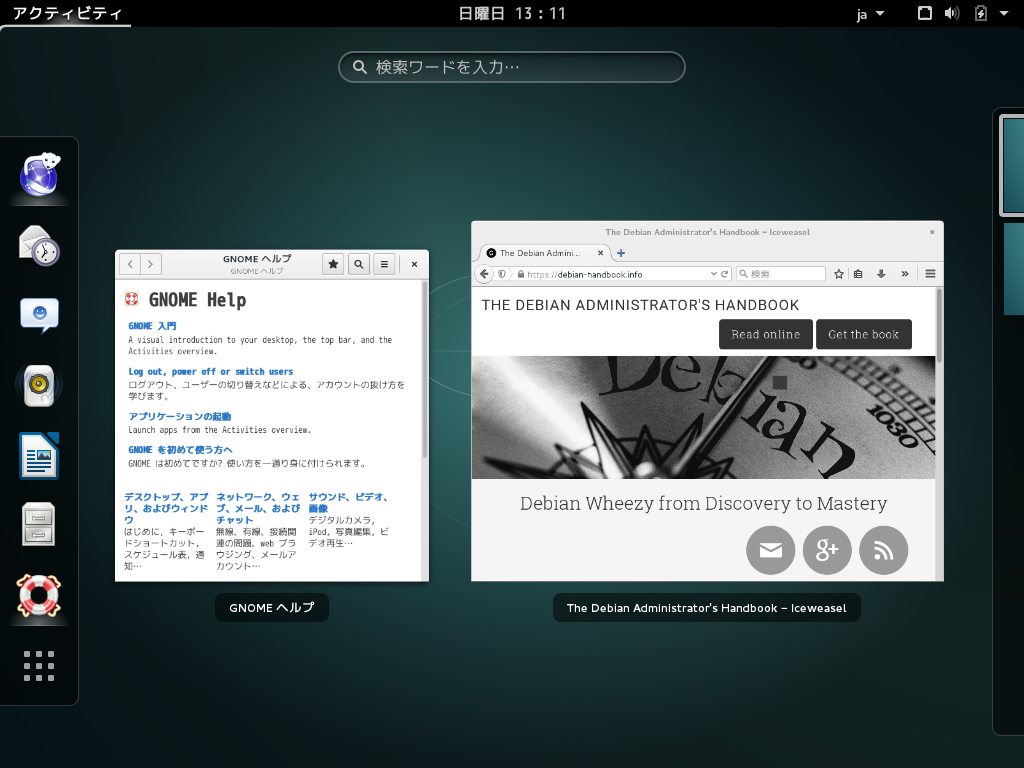 アクティビティ
日曜日 13：11
ja
検索ワードを入力…
GNOME ヘルプ
GNOME ヘルプ
GNOME Help
GNOME 入門
A visual introduction to your desktop, the top bar, and the
Activities overview.
Log out, power off or switch users
ログアウト、ユーザーの切り替えなどによる、アカウントの抜け方を
学びます。
アプリケーションの起動
Launch apps from the Activities overview.
GNOME を初めて使う方へ
GNOME は初めてですか? 使い方を一通り身に付けられます。
デスクトップ、アプ
リ、およびウィンド
ウ
はじめに, キーボー
ドショートカット,
スケジュール表, 通
知…
ネットワーク、ウェ
ブ、メール、および
チャット
無線、有線、接続関
連の問題、web ブラ
ウジング、メールア
カウント…
サウンド、ビデオ、
画像
デジタルカメラ,
iPod, 写真編集, ビ
デオ再生…
GNOME ヘルプ
The Debian Administrator's Handbook – Iceweasel
The Debian Admini...
https://debian-handbook.info
検索
THE DEBIAN ADMINISTRATOR'S HANDBOOK
Read online
Get the book
Debian
1030
Debian Wheezy from Discovery to Mastery
g+
The Debian Administrator's Handbook – Iceweasel